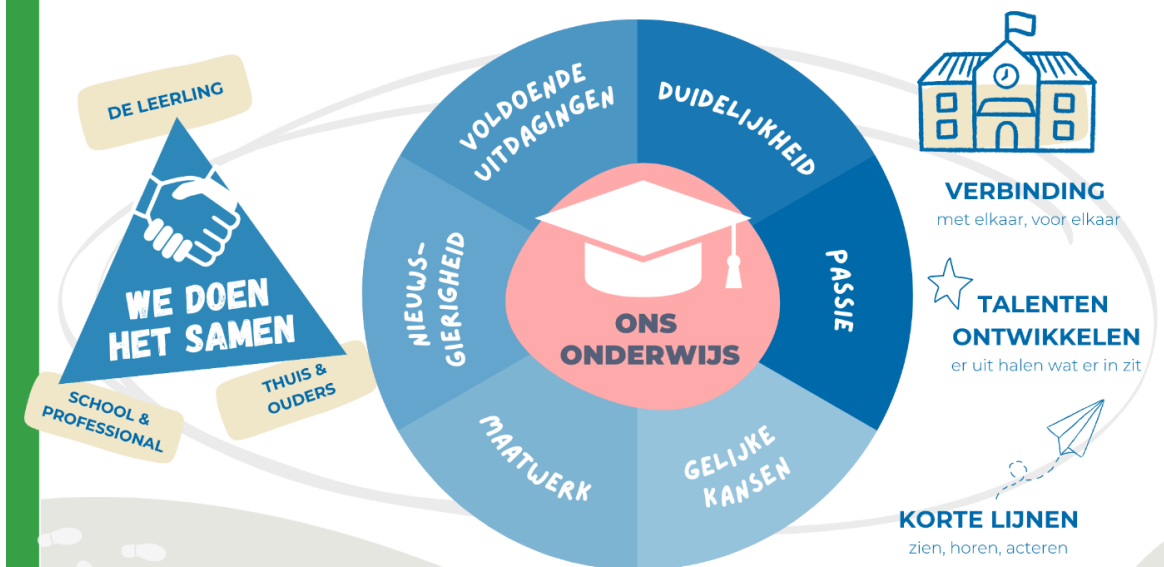 DE LEERLING
WE DOEN
HET SAMEN
SCHOOL &
PROFESSIONAL
THUIS &
OUDERS
VOLDOENDE
UITDAGINGEN
DUIDELIJKHEID
PASSIE
GELIJKE
KANSEN
MAATWERK
NIEUWS-
GIERIGHEID
ONS
ONDERWIJS
VERBINDING
met elkaar, voor elkaar
TALENTEN
ONTWIKKELEN
er uit halen wat er in zit
KORTE LIJNEN
zien, horen, acteren